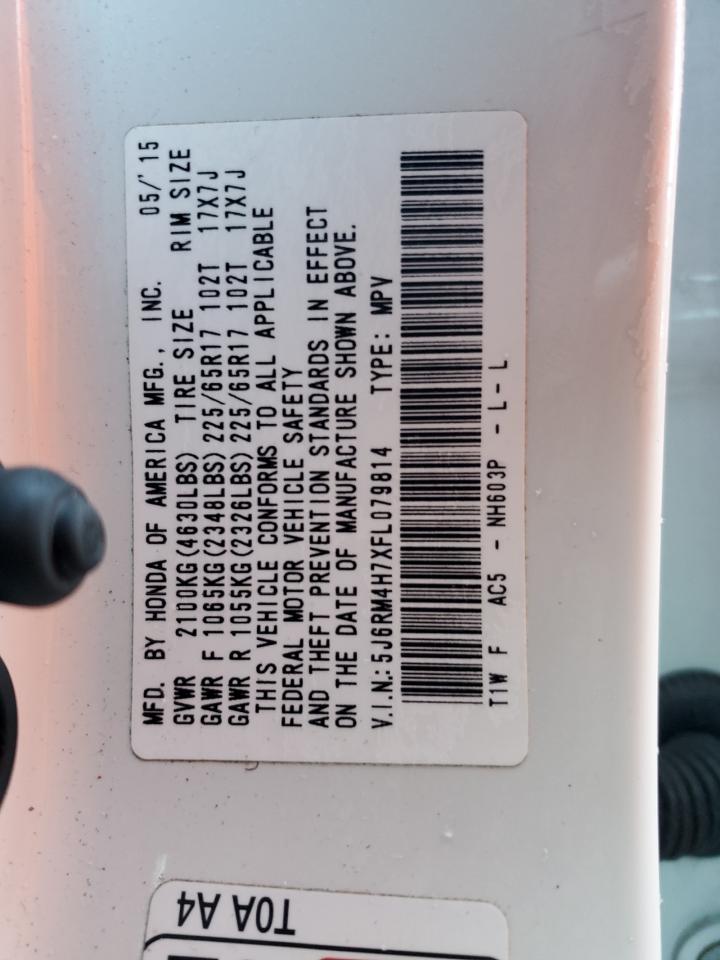 MFD. BY HONDA OF AMERICA MFG., INC. 05/'15
GVWR 2100KG(4630LBS) TIRE SIZE RIM SIZE
GAWR F 1065KG(2348LBS) 225/65R17 102T 17X7J
GAWR R 1055KG(2326LBS) 225/65R17 102T 17X7J
THIS VEHICLE CONFORMS TO ALL APPLICABLE
FEDERAL MOTOR VEHICLE SAFETY
AND THEFT PREVENTION STANDARDS IN EFFECT
ON THE DATE OF MANUFACTURE SHOWN ABOVE.
V.I.N.: 5J6RM4H7XFL079814 TYPE: MPV
T1W F AC5 - NH603P - L- L
T0A A4